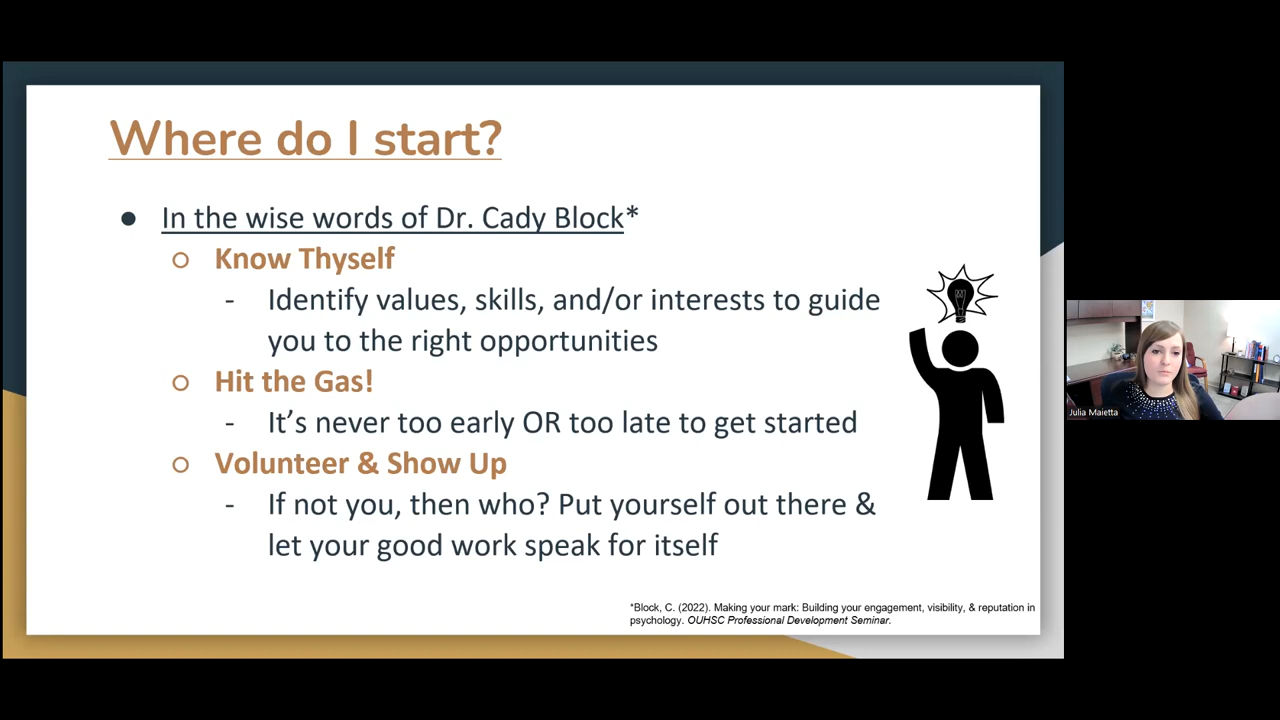 Where do I start?
● In the wise words of Dr. Cady Block*
○ Know Thyself
- Identify values, skills, and/or interests to guide
you to the right opportunities
○ Hit the Gas!
- It’s never too early OR too late to get started
○ Volunteer & Show Up
- If not you, then who? Put yourself out there &
let your good work speak for itself
*Block, C. (2022). Making your mark: Building your engagement, visibility, & reputation in
psychology. OUHSC Professional Development Seminar.
Julia Maietta